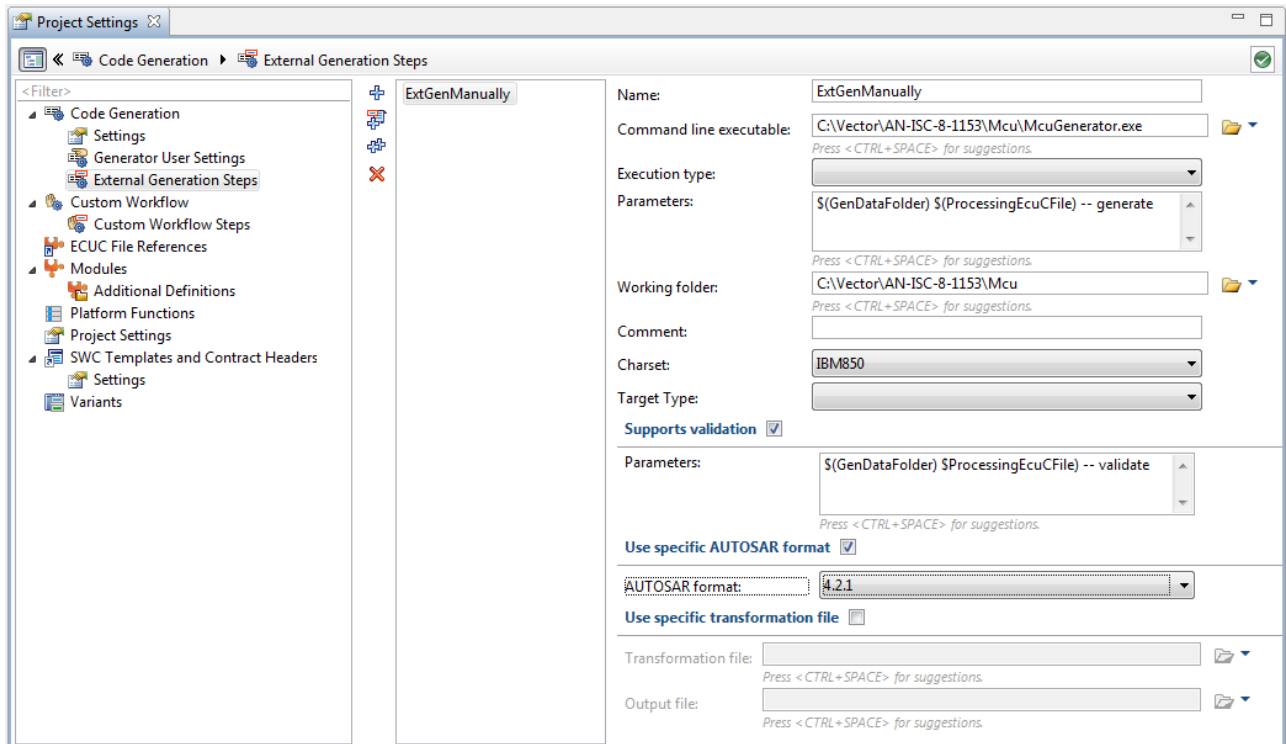 Project Settings
Code Generation External Generation Steps
<Filter>
Code Generation
Settings
Generator User Settings
External Generation Steps
Custom Workflow
Custom Workflow Steps
ECUC File References
Modules
Additional Definitions
Platform Functions
Project Settings
SWC Templates and Contract Headers
Settings
Variants
ExtGenManually
Name: ExtGenManually
Command line executable: C:\Vector\AN-ISC-8-1153\Mcu\McuGenerator.exe
Press <CTRL+SPACE> for suggestions.
Execution type:
Parameters: $(GenDataFolder) $(ProcessingEcuCFile) -- generate
Press <CTRL+SPACE> for suggestions.
Working folder: C:\Vector\AN-ISC-8-1153\Mcu
Press <CTRL+SPACE> for suggestions.
Comment:
Charset: IBM850
Target Type:
Supports validation
Parameters: $(GenDataFolder) $ProcessingEcuCFile) -- validate
Press <CTRL+SPACE> for suggestions.
Use specific AUTOSAR format
AUTOSAR format: 4.2.1
Use specific transformation file
Transformation file:
Press <CTRL+SPACE> for suggestions.
Output file:
Press <CTRL+SPACE> for suggestions.